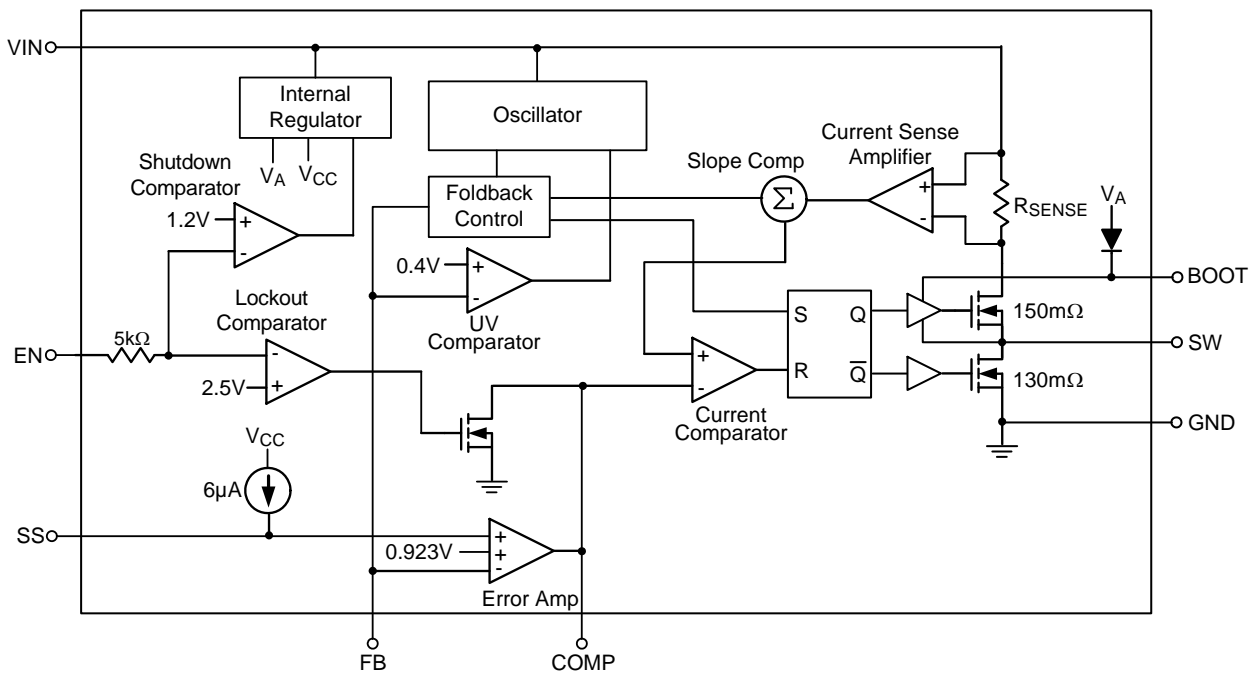 VIN
Internal
Regulator
Oscillator
Current Sense
Amplifier
Shutdown
Comparator
VA
VCC
Slope Comp
Foldback
Control
Σ
+
-
RSENSE
VA
1.2V
+
-
0.4V
+
-
BOOT
Lockout
Comparator
UV
Comparator
S
Q
150mΩ
5kΩ
EN
-
+
2.5V
+
-
R
Q̅
SW
130mΩ
Current
Comparator
GND
VCC
6µA
SS
+
0.923V
+
-
Error Amp
FB
COMP